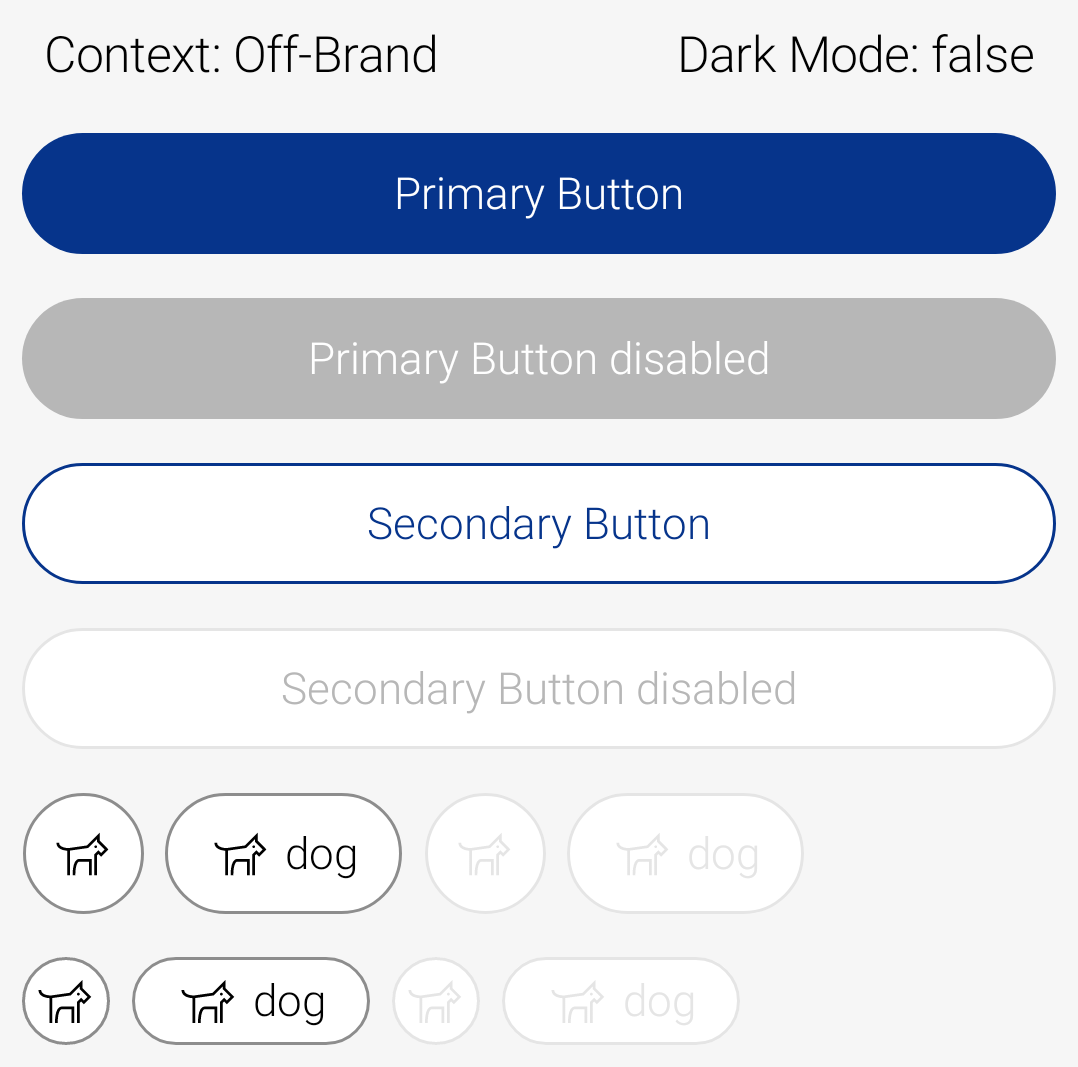 Context: Off-Brand Dark Mode: false
Primary Button
Primary Button disabled
Secondary Button
Secondary Button disabled
dog dog
dog dog